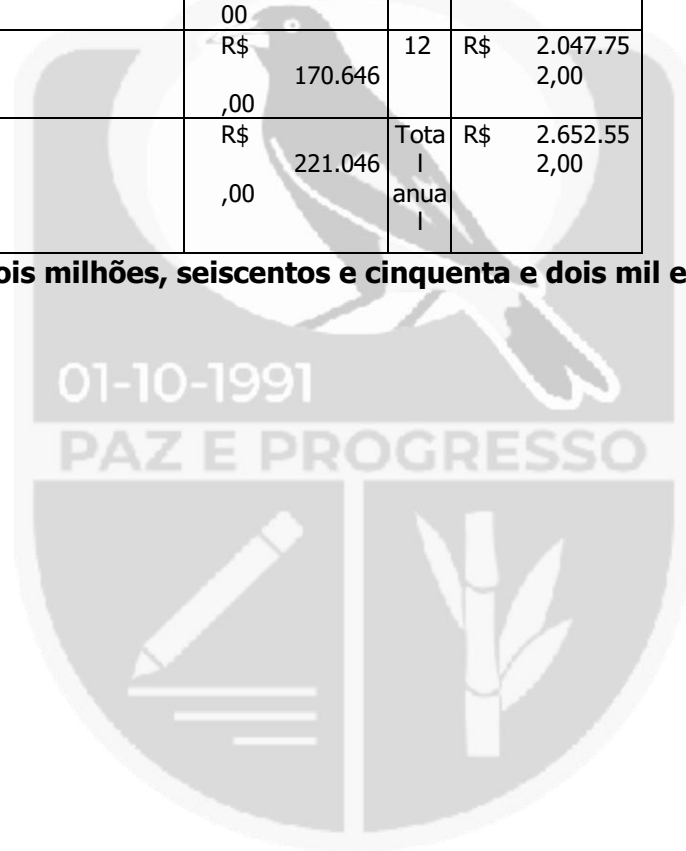 00
R$ 12 R$ 2.047.75
170.646 2,00
,00
R$ Tota R$ 2.652.55
221.046 l 2,00
,00 anua
l
ois milhões, seiscentos e cinquenta e dois mil e
01-10-1991
PAZ E PROGRESSO